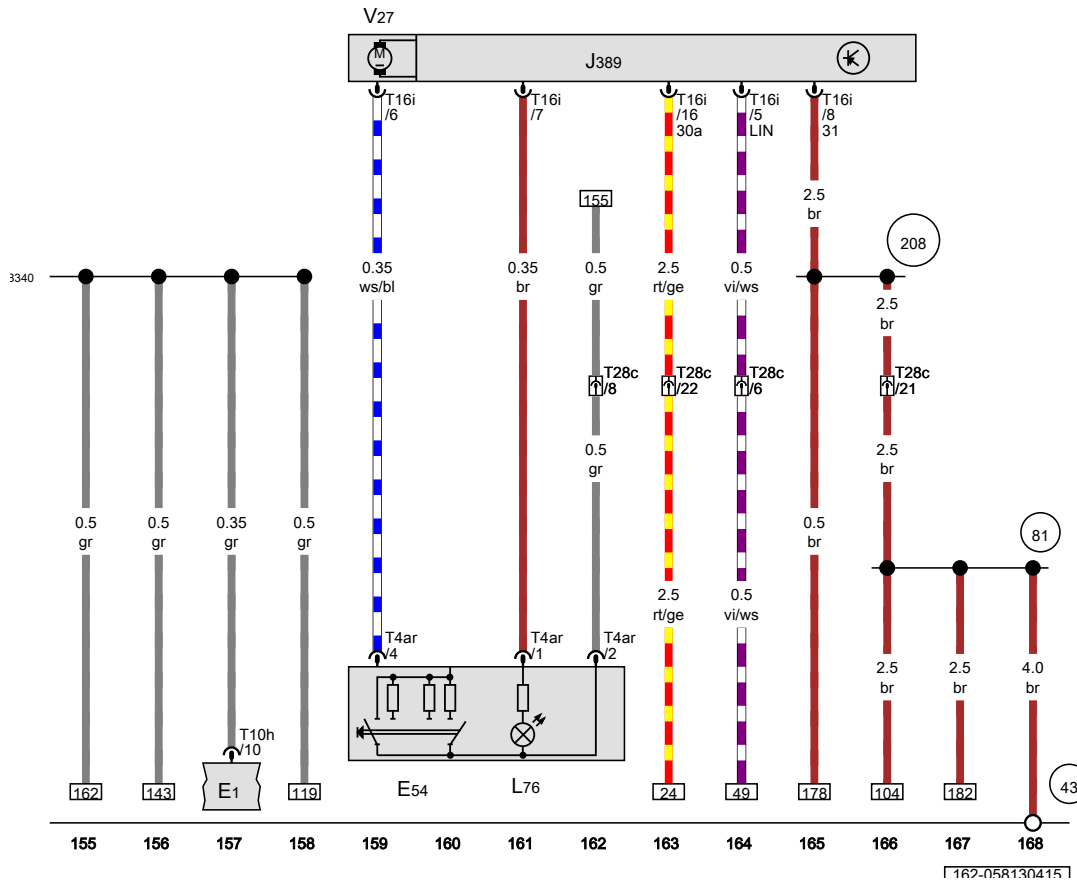 V27
M
J389
T16i
/6
T16i
/7
T16i
/16
30a
T16i
/5
LIN
T16i
/8
31
155
2.5
br
208
0.35
ws/bl
0.35
br
0.5
gr
2.5
rt/ge
0.5
vi/ws
2.5
br
T28c
/8
T28c
/22
T28c
/6
T28c
/21
0.5
gr
2.5
br
0.5
gr
0.5
gr
0.35
gr
0.5
gr
0.5
br
81
2.5
rt/ge
0.5
vi/ws
T4ar
/4
T4ar
/1
T4ar
/2
2.5
br
2.5
br
4.0
br
T10h
/10
162
143
E1
119
E54
L76
24
49
178
104
182
43
155 156 157 158 159 160 161 162 163 164 165 166 167 168
162-058130415